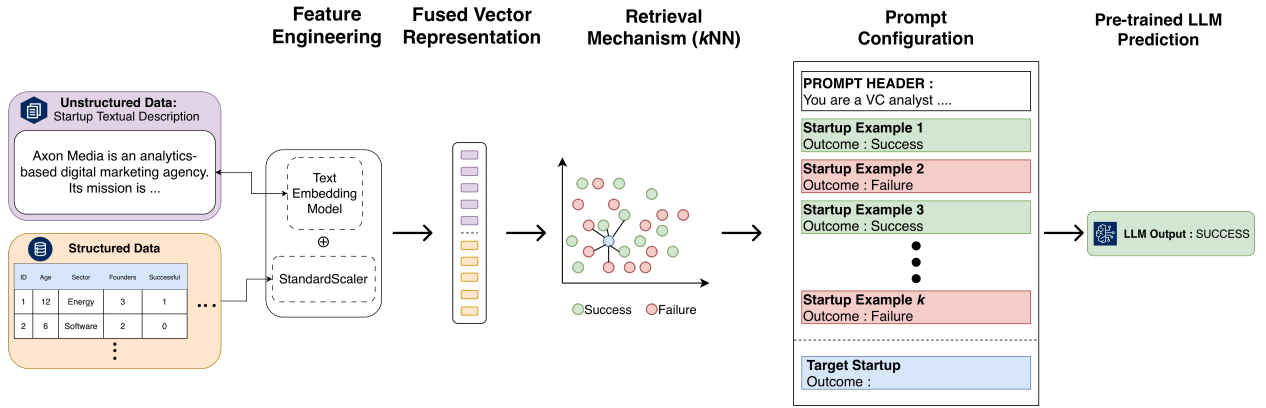 Feature
Engineering
Fused Vector
Representation
Retrieval
Mechanism (kNN)
Prompt
Configuration
Pre-trained LLM
Prediction
Unstructured Data:
Startup Textual Description
Axon Media is an analytics-
based digital marketing agency.
Its mission is ...
Structured Data
ID Age Sector Founders Successful
1 12 Energy 3 1
2 6 Software 2 0
Text
Embedding
Model
⊕
StandardScaler
Success Failure
PROMPT HEADER :
You are a VC analyst ....
Startup Example 1
Outcome : Success
Startup Example 2
Outcome : Failure
Startup Example 3
Outcome : Success
Startup Example k
Outcome : Failure
Target Startup
Outcome :
LLM Output : SUCCESS